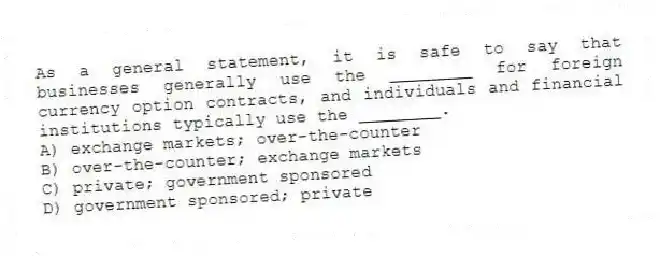 As a general statement, it is safe to say that
businesses generally use the ________ for foreign
currency option contracts, and individuals and financial
institutions typically use the ________.
A) exchange markets; over-the-counter
B) over-the-counter; exchange markets
C) private; government sponsored
D) government sponsored; private